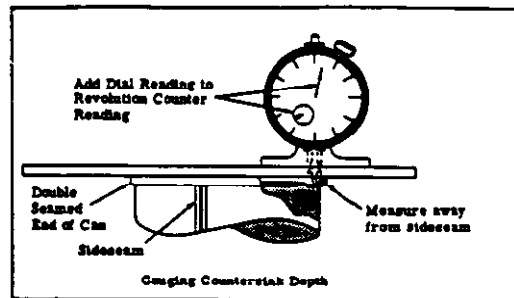 Add Dial Reading to
Revolution Counter
Reading
Double
Seamed
End of Can
Sideseam
Measure away
from sideseam
Gauging Countersink Depth